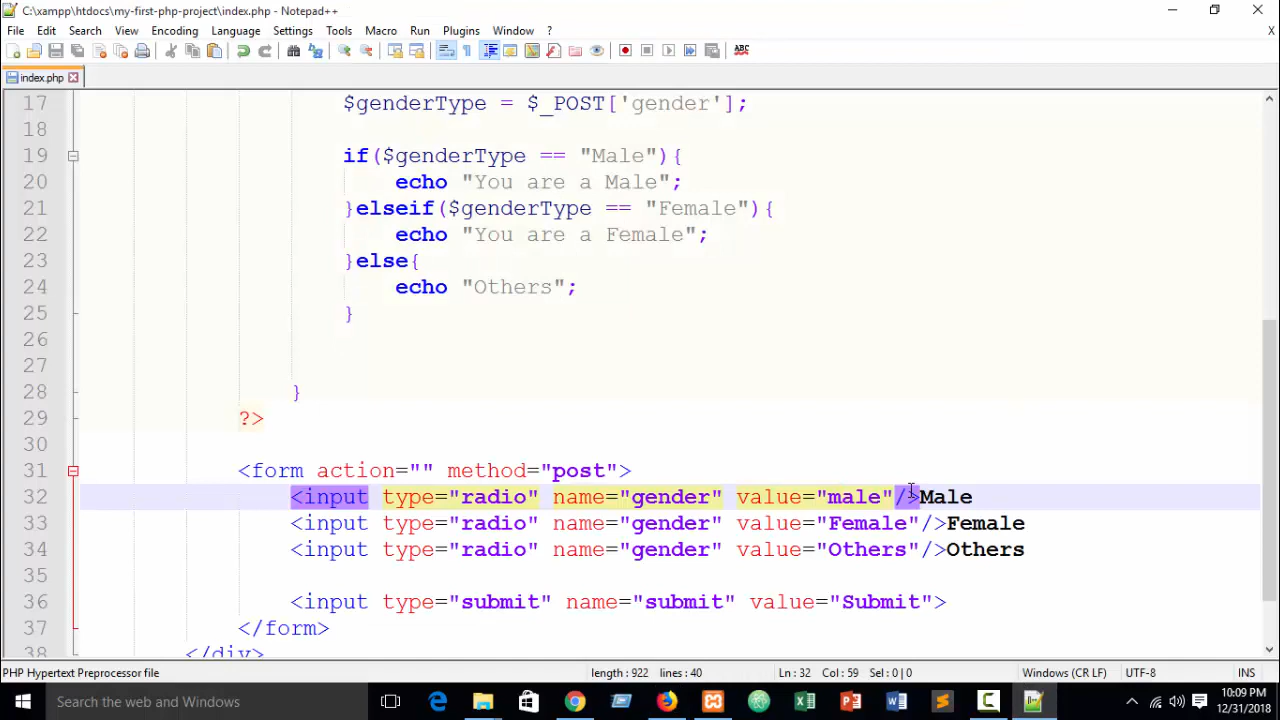 C:\xampp\htdocs\my-first-php-project\index.php - Notepad++
File Edit Search View Encoding Language Settings Tools Macro Run Plugins Window ? X
index.php
17 $genderType = $_POST['gender'];
18
19 if($genderType == "Male"){
20 echo "You are a Male";
21 }elseif($genderType == "Female"){
22 echo "You are a Female";
23 }else{
24 echo "Others";
25 }
26
27
28 }
29 ?>
30
31 <form action="" method="post">
32 <input type="radio" name="gender" value="male"/>Male
33 <input type="radio" name="gender" value="Female"/>Female
34 <input type="radio" name="gender" value="Others"/>Others
35
36 <input type="submit" name="submit" value="Submit">
37 </form>
38 </div>
PHP Hypertext Preprocessor file length : 922 lines : 40 Ln : 32 Col : 59 Sel : 0 | 0 Windows (CR LF) UTF-8 INS
Search Windows and Windows 10:09 PM
12/31/2018